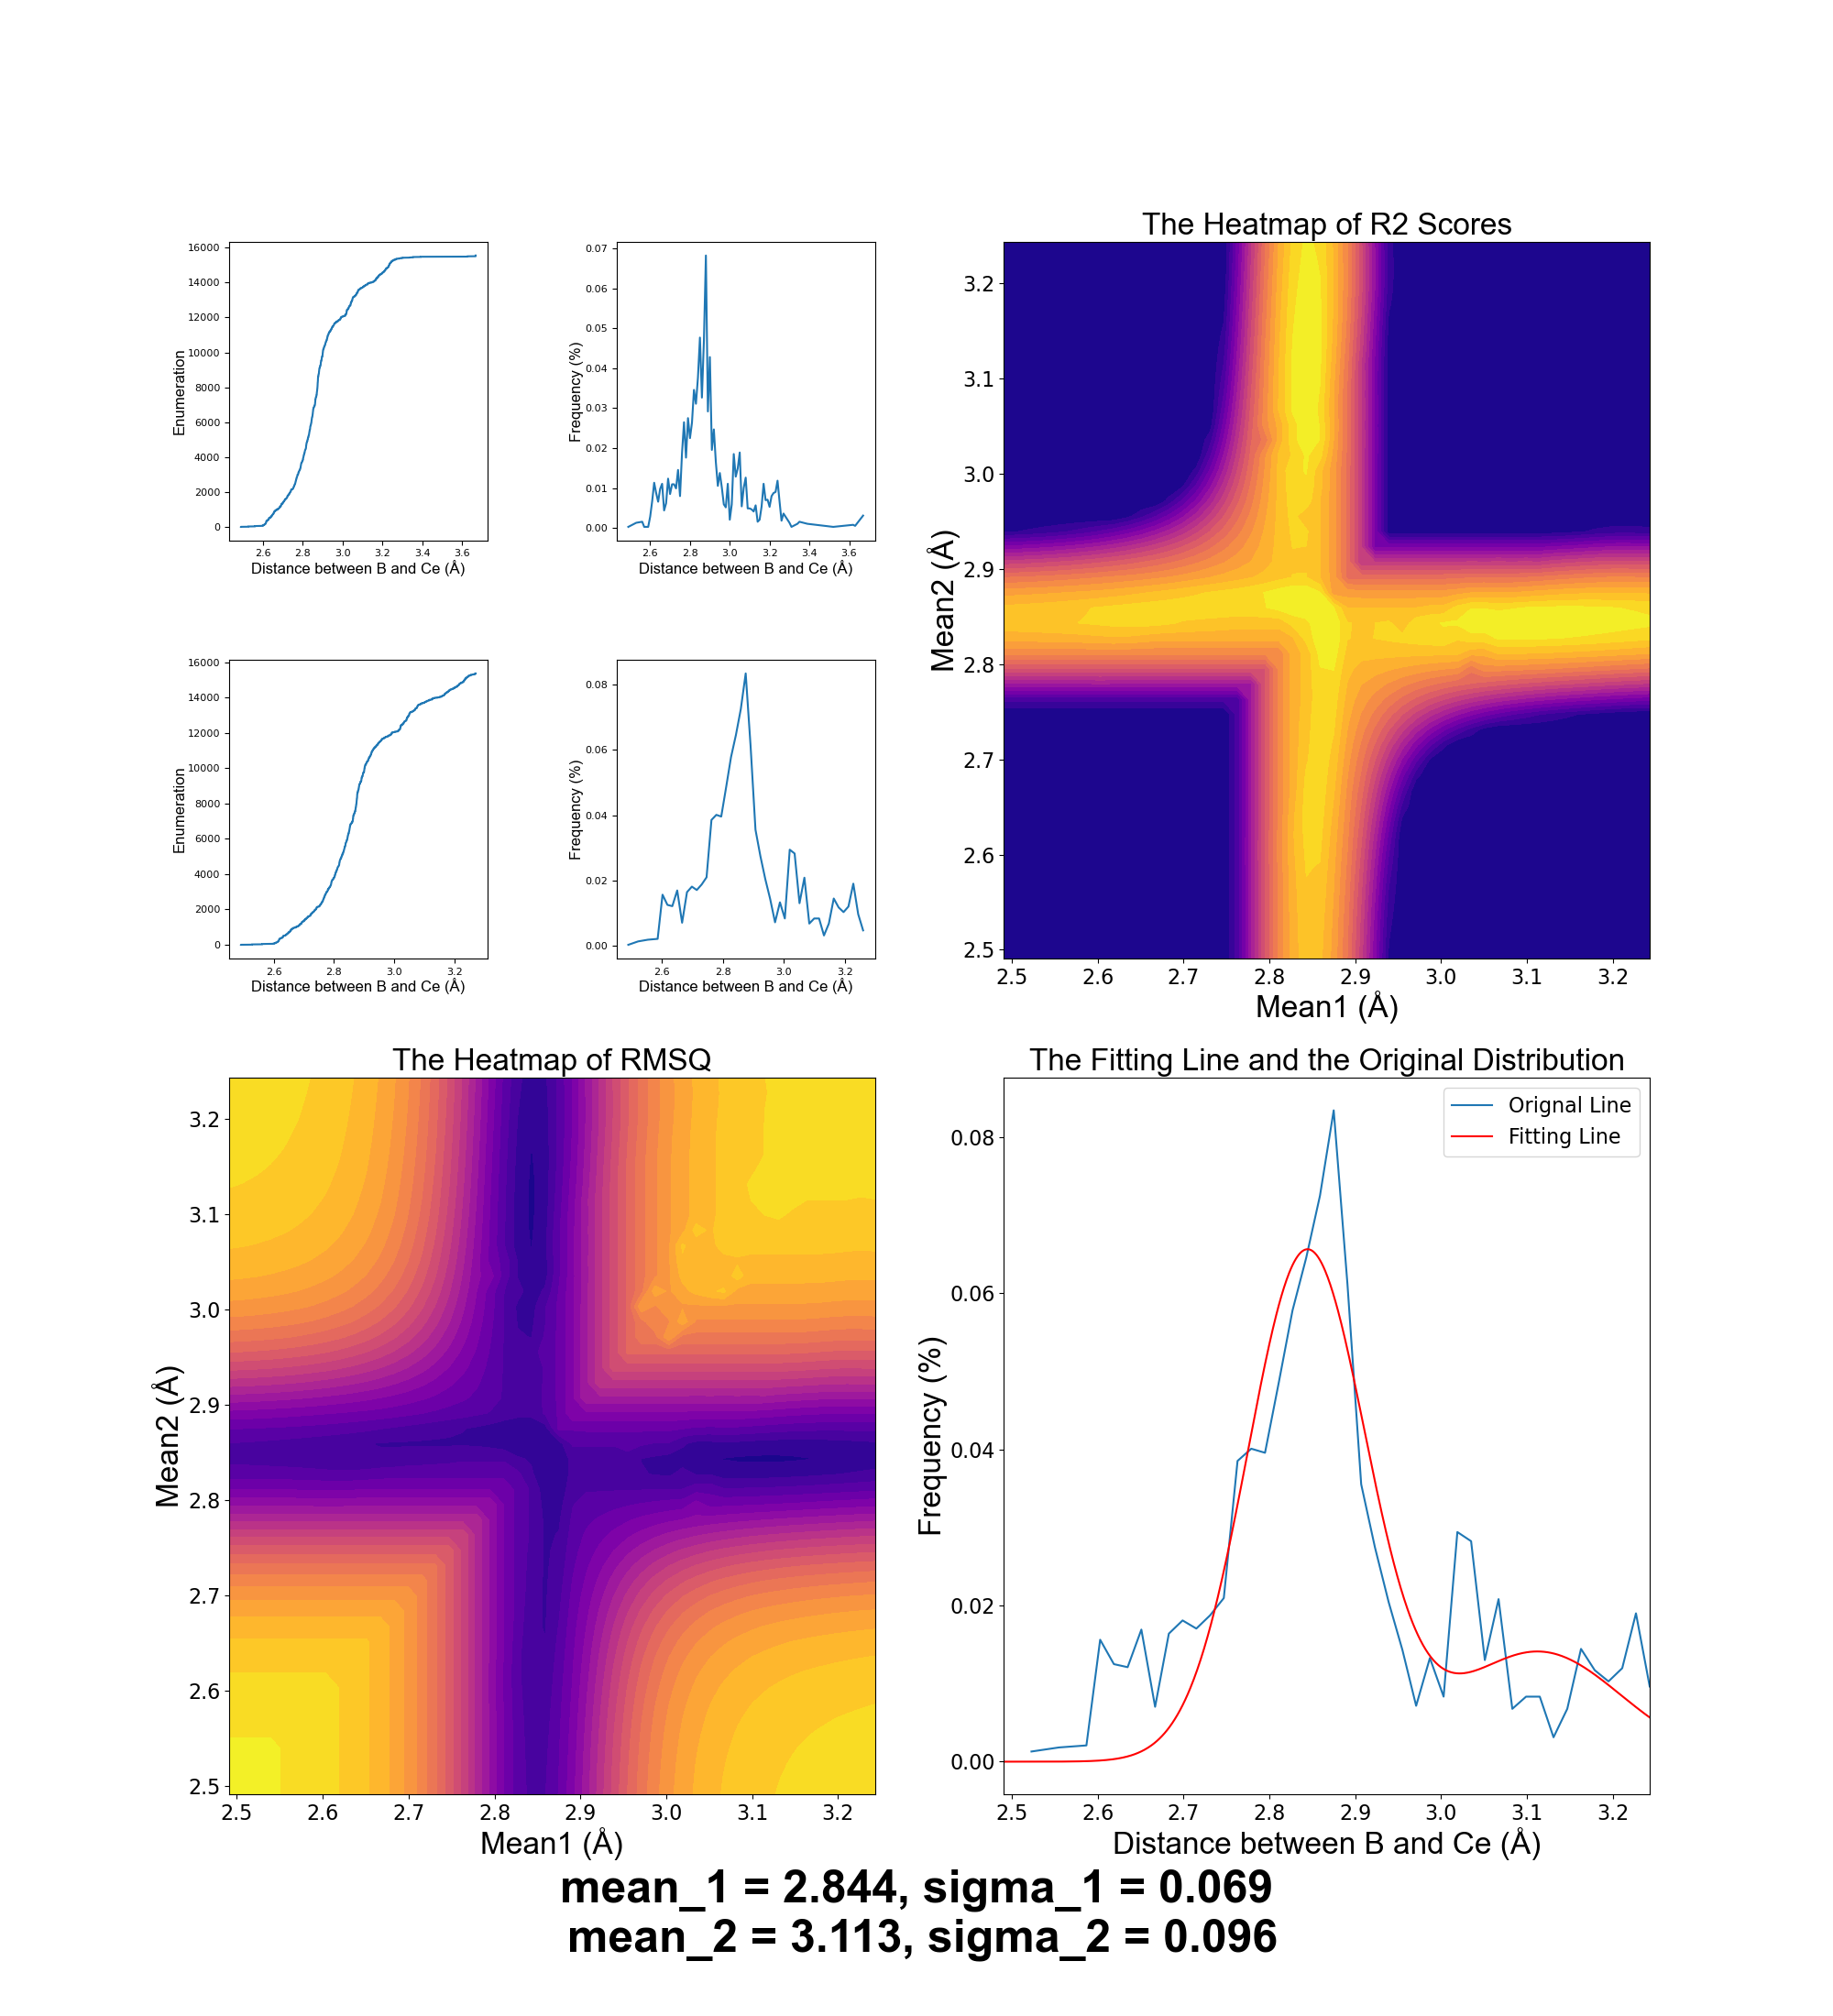 16000
14000
12000
10000
8000
6000
4000
2000
0
Enumeration
2.6 2.8 3.0 3.2 3.4 3.6
Distance between B and Ce (Å)
0.07
0.06
0.05
0.04
0.03
0.02
0.01
0.00
Frequency (%)
2.6 2.8 3.0 3.2 3.4 3.6
Distance between B and Ce (Å)
The Heatmap of R2 Scores
3.2
3.1
3.0
2.9
2.8
2.7
2.6
2.5
Mean2 (Å)
2.5 2.6 2.7 2.8 2.9 3.0 3.1 3.2
Mean1 (Å)
16000
14000
12000
10000
8000
6000
4000
2000
0
Enumeration
2.6 2.8 3.0 3.2
Distance between B and Ce (Å)
0.08
0.06
0.04
0.02
0.00
Frequency (%)
2.6 2.8 3.0 3.2
Distance between B and Ce (Å)
The Heatmap of RMSQ
3.2
3.1
3.0
2.9
2.8
2.7
2.6
2.5
Mean2 (Å)
2.5 2.6 2.7 2.8 2.9 3.0 3.1 3.2
Mean1 (Å)
The Fitting Line and the Original Distribution
Orignal Line
Fitting Line
0.08
0.06
0.04
0.02
0.00
Frequency (%)
2.5 2.6 2.7 2.8 2.9 3.0 3.1 3.2
Distance between B and Ce (Å)
mean_1 = 2.844, sigma_1 = 0.069
mean_2 = 3.113, sigma_2 = 0.096